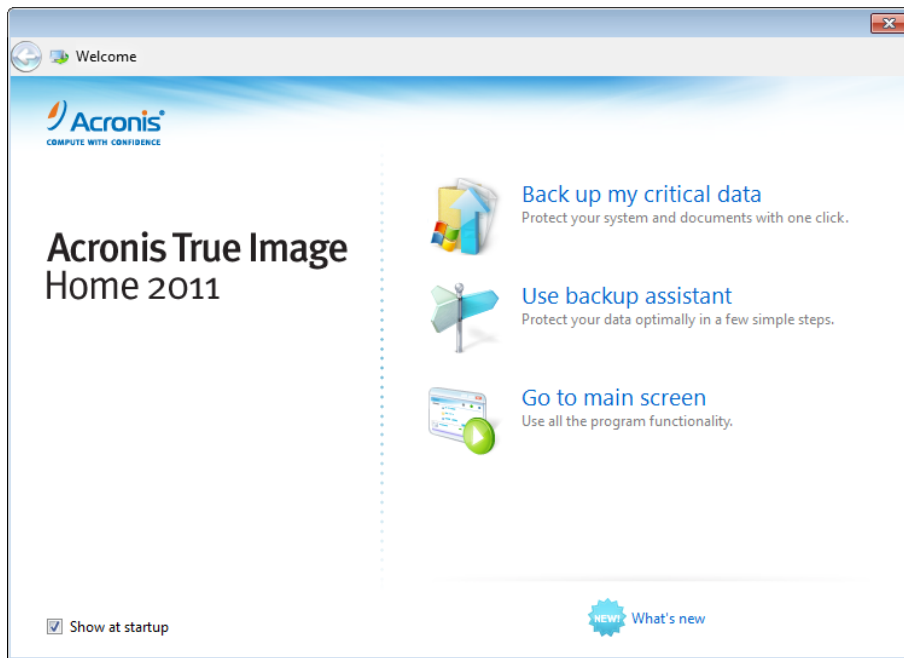 Welcome
Acronis®
COMPUTE WITH CONFIDENCE
Acronis True Image
Home 2011
Back up my critical data
Protect your system and documents with one click.
Use backup assistant
Protect your data optimally in a few simple steps.
Go to main screen
Use all the program functionality.
Show at startup
NEW!
What's new